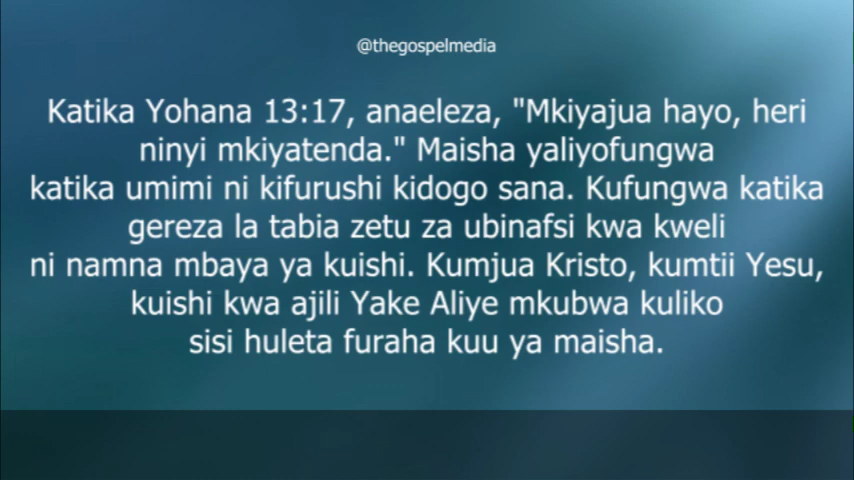 @thegospelmedia
Katika Yohana 13:17, anaeleza, "Mkiyajua hayo, heri
ninyi mkiyatenda." Maisha yaliyofungwa
katika umimi ni kifurushi kidogo sana. Kufungwa katika
gereza la tabia zetu za ubinafsi kwa kweli
ni namna mbaya ya kuishi. Kumjua Kristo, kumtii Yesu,
kuishi kwa ajili Yake Aliye mkubwa kuliko
sisi huleta furaha kuu ya maisha.